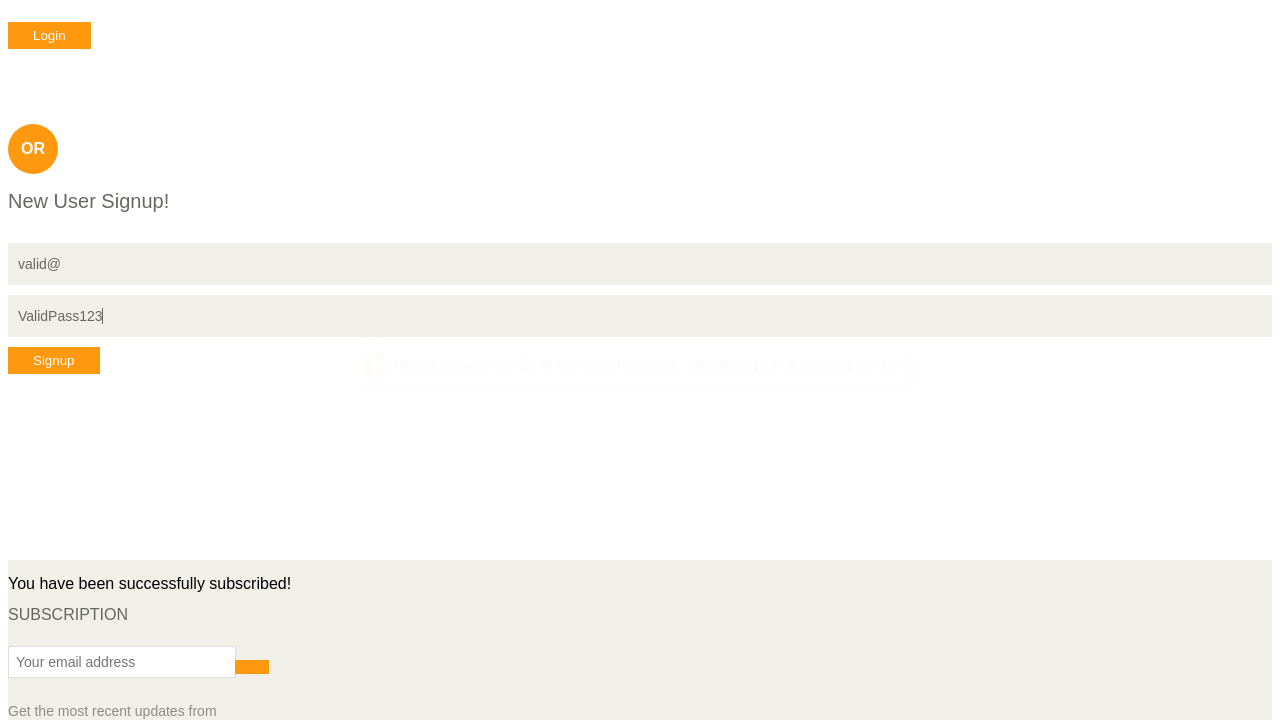 Login
OR
New User Signup!
valid@
ValidPass123
Signup
Please include an '@' in the email address. 'ValidPass123' is missing an '@'.
You have been successfully subscribed!
SUBSCRIPTION
Your email address
Get the most recent updates from